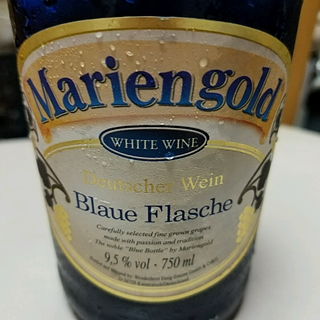 Mariengold
WHITE WINE
Deutscher Wein
Blaue Flasche
Carefully selected fine grown grapes
made with passion and tradition
The noble "Blue Bottle" by Mariengold
9,5 % vol · 750 ml